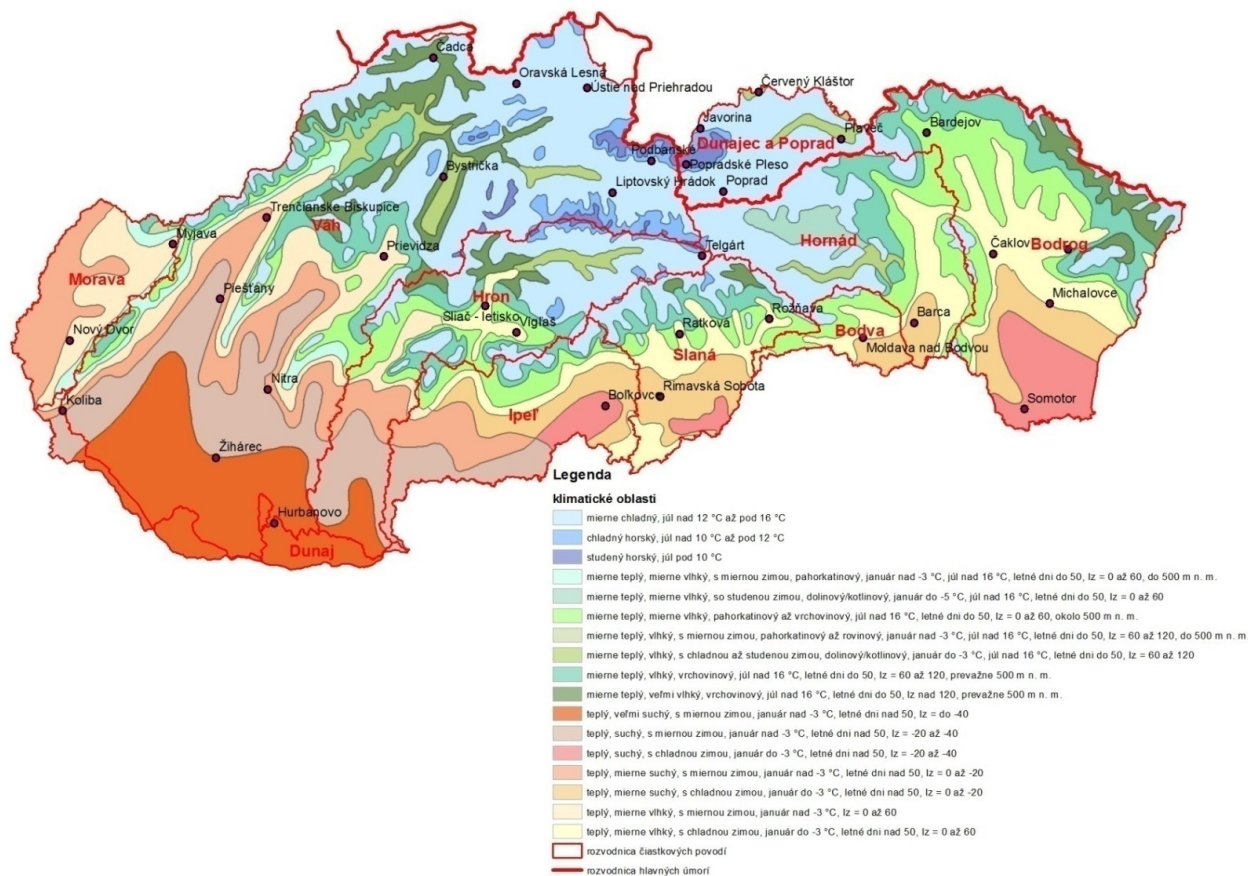 Čadca
Oravská Lesná
Ústie nad Priehradou
Červený Kláštor
Javorina
Plaveč
Bardejov
Dunajec a Poprad
Podbanské
Popradské Pleso
Bystrička
Liptovský Hrádok
Poprad
Trenčianske Biskupice
Váh
Myjava
Prievidza
Telgárt
Hornád
Čaklov
Bodrog
Morava
Piešťany
Hron
Sliač - letisko
Vígľaš
Ratková
Rožňava
Michalovce
Barca
Bodva
Moldava nad Bodvou
Nový Dvor
Slaná
Nitra
Rimavská Sobota
Koliba
Ipeľ
Boľkovce
Somotor
Žihárec
Hurbanovo
Dunaj
Legenda
klimatické oblasti
mierne chladný, júl nad 12 °C až pod 16 °C
chladný horský, júl nad 10 °C až pod 12 °C
studený horský, júl pod 10 °C
mierne teplý, mierne vlhký, s miernou zimou, pahorkatinový, január nad -3 °C, júl nad 16 °C, letné dni do 50, Iz = 0 až 60, do 500 m n. m.
mierne teplý, mierne vlhký, so studenou zimou, dolinový/kotlinový, január do -5 °C, júl nad 16 °C, letné dni do 50, Iz = 0 až 60
mierne teplý, mierne vlhký, pahorkatinový až vrchovinový, júl nad 16 °C, letné dni do 50, Iz = 0 až 60, okolo 500 m n. m.
mierne teplý, vlhký, s miernou zimou, pahorkatinový až rovinový, január nad -3 °C, júl nad 16 °C, letné dni do 50, Iz = 60 až 120, do 500 m n. m
mierne teplý, vlhký, s chladnou až studenou zimou, dolinový/kotlinový, január do -3 °C, júl nad 16 °C, letné dni do 50, Iz = 60 až 120
mierne teplý, vlhký, vrchovinový, júl nad 16 °C, letné dni do 50, Iz = 60 až 120, prevažne 500 m n. m.
mierne teplý, veľmi vlhký, vrchovinový, júl nad 16 °C, letné dni do 50, Iz nad 120, prevažne 500 m n. m.
teplý, veľmi suchý, s miernou zimou, január nad -3 °C, letné dni nad 50, Iz = do -40
teplý, suchý, s miernou zimou, január nad -3 °C, letné dni nad 50, Iz = -20 až -40
teplý, suchý, s chladnou zimou, január do -3 °C, letné dni nad 50, Iz = -20 až -40
teplý, mierne suchý, s miernou zimou, január nad -3 °C, letné dni nad 50, Iz = 0 až -20
teplý, mierne suchý, s chladnou zimou, január do -3 °C, letné dni nad 50, Iz = 0 až -20
teplý, mierne vlhký, s miernou zimou, január nad -3 °C, Iz = 0 až 60
teplý, mierne vlhký, s chladnou zimou, január do -3 °C, letné dni nad 50, Iz = 0 až 60
rozvodnica čiastkových povodí
rozvodnica hlavných úmorí